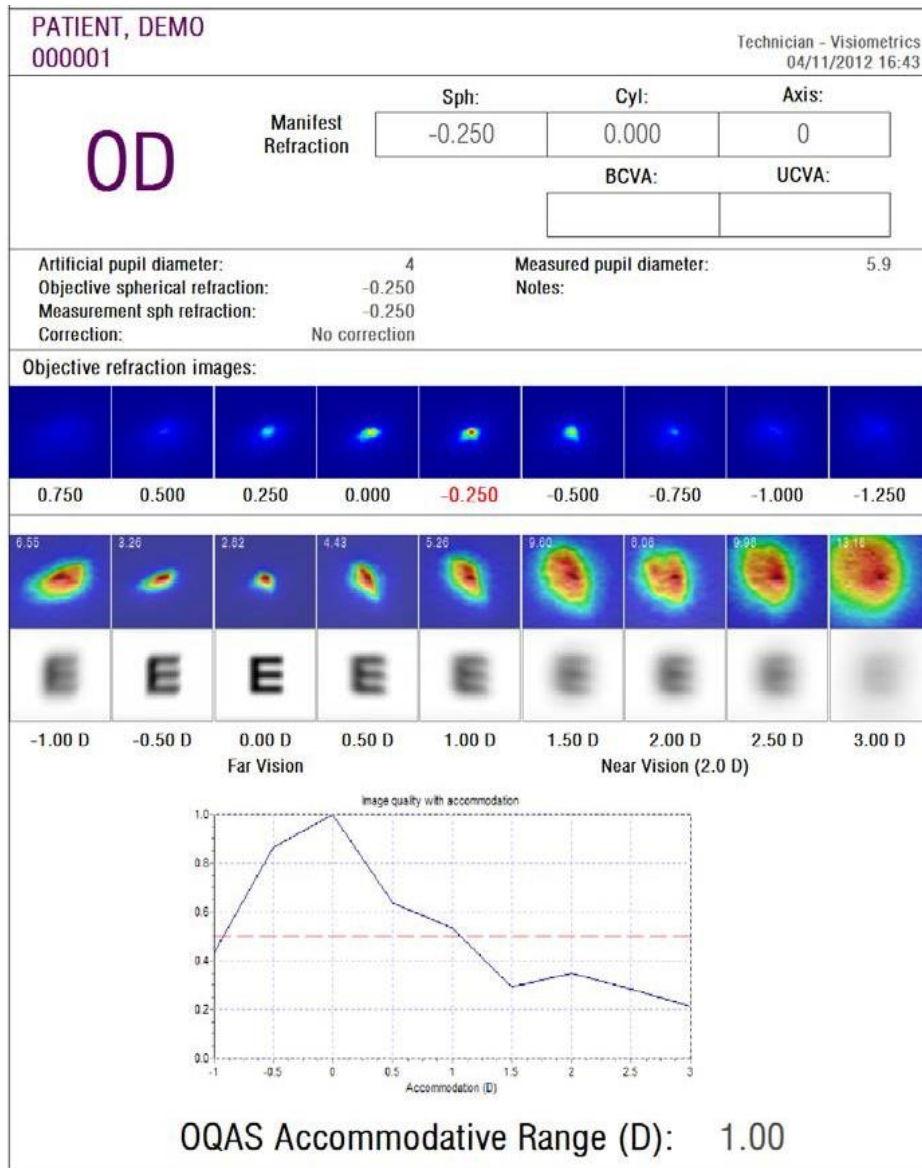 PATIENT, DEMO
000001
Technician - Visiometrics
04/11/2012 16:43
OD
Manifest Refraction
Sph: Cyl: Axis:
-0.250 0.000 0
BCVA: UCVA:
Artificial pupil diameter: 4 Measured pupil diameter: 5.9
Objective spherical refraction: -0.250 Notes:
Measurement sph refraction: -0.250
Correction: No correction
Objective refraction images:
0.750 0.500 0.250 0.000 -0.250 -0.500 -0.750 -1.000 -1.250
6.55 3.26 2.82 4.43 5.26 9.60 8.08 9.96 13.16
E E E E E E E E
-1.00 D -0.50 D 0.00 D 0.50 D 1.00 D 1.50 D 2.00 D 2.50 D 3.00 D
Far Vision Near Vision (2.0 D)
Image quality with accommodation
1.0
0.8
0.6
0.4
0.2
0.0
-1 -0.5 0 0.5 1 1.5 2 2.5 3
Accommodation (D)
OQAS Accommodative Range (D): 1.00